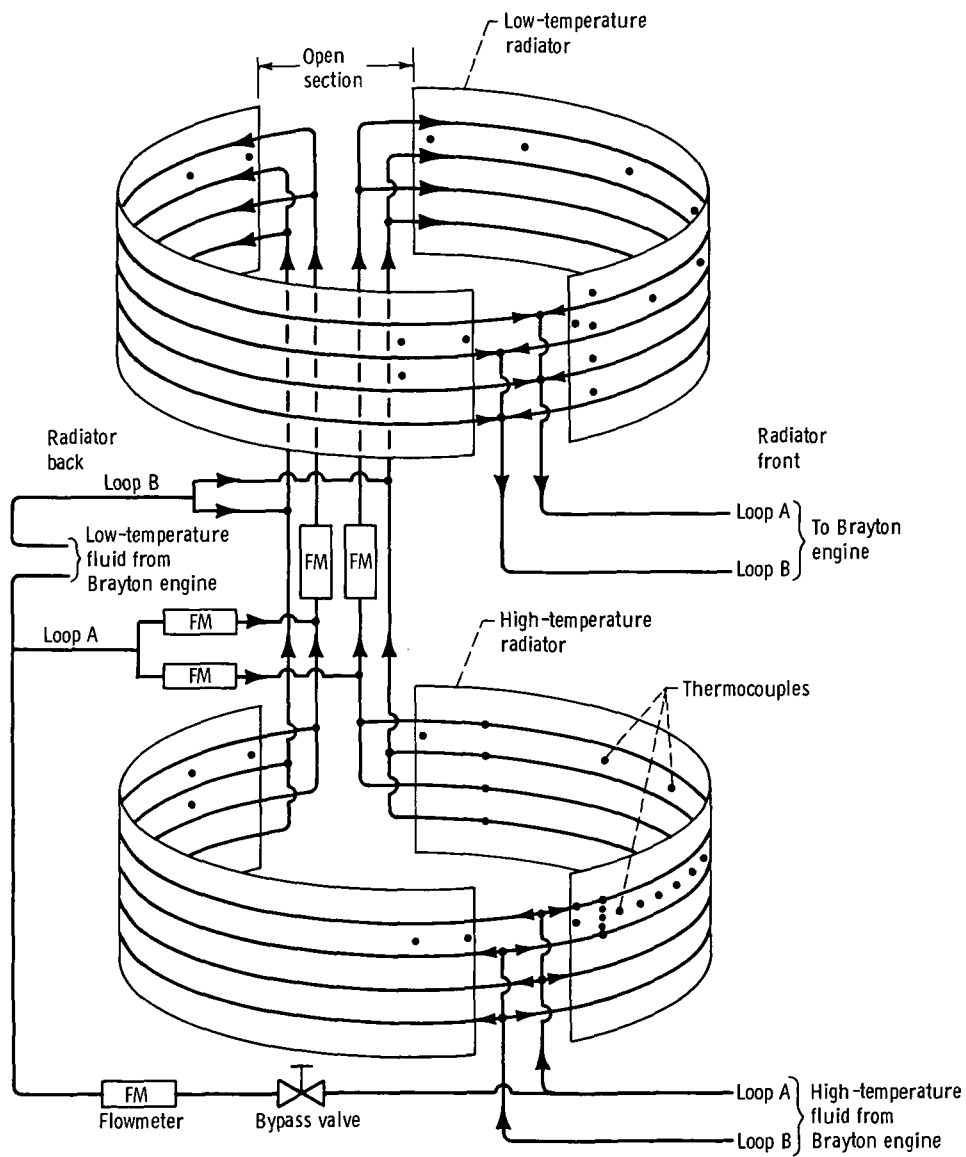 Low-temperature
radiator
Open
section
Radiator
back
Radiator
front
Loop B
Low-temperature
fluid from
Brayton engine
Loop A
To Brayton
engine
Loop B
FM
FM
High-temperature
radiator
FM
Loop A
FM
Thermocouples
FM
Flowmeter
Bypass valve
Loop A
High-temperature
fluid from
Loop B
Brayton engine